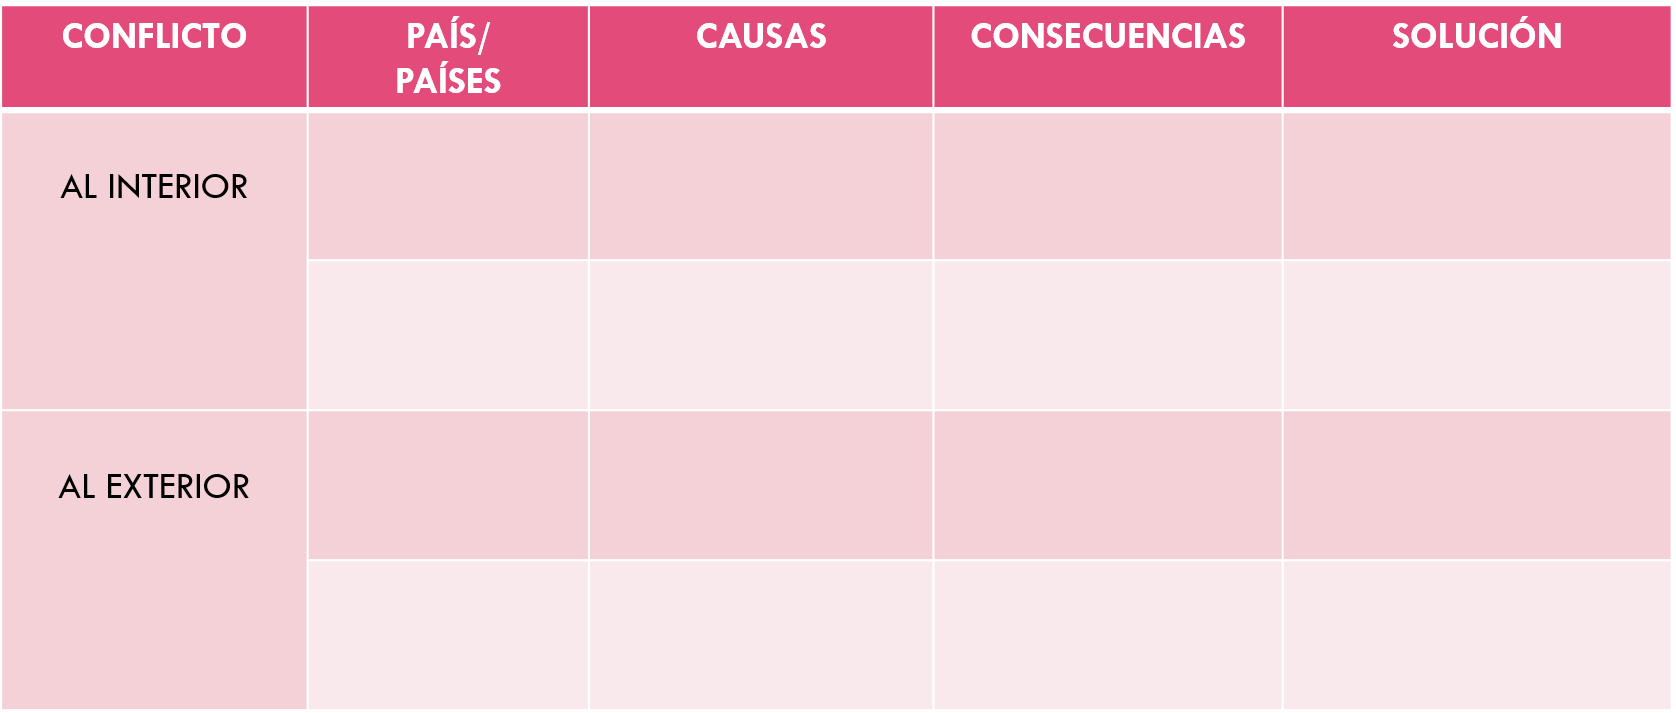 CONFLICTO
PAÍS/
PAÍSES
CAUSAS
CONSECUENCIAS
SOLUCIÓN
AL INTERIOR
AL EXTERIOR